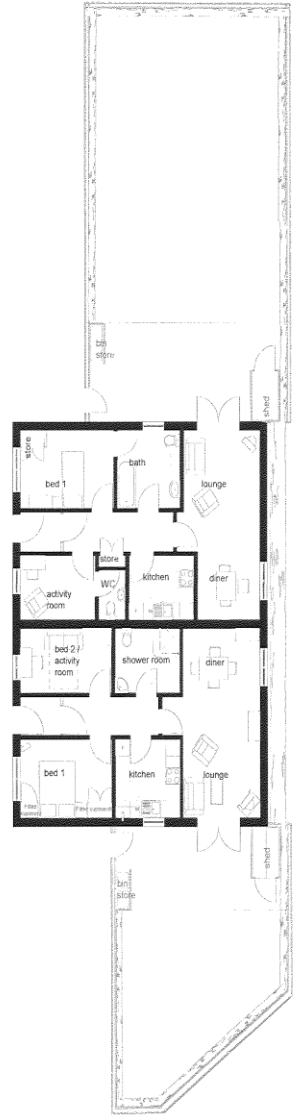 bin
store
shed
store
bed 1
bath
lounge
store
WC
kitchen
diner
activity
room
bed 2 /
activity
room
shower room
diner
bed 1
kitchen
lounge
bin
store
shed